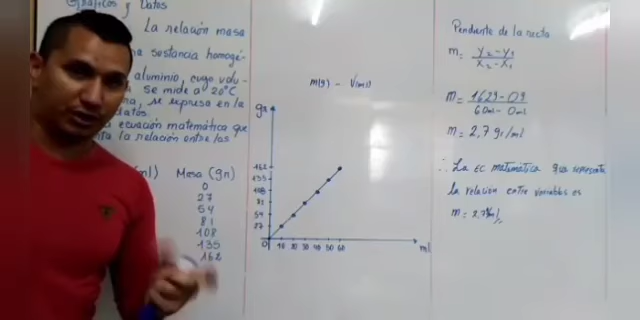 Gráficos y Datos
La relación masa
na sustancia homogé-
aluminio, cuyo volu-
se mide a 20°C
, se expresa en la
datos.
ecuación matemática que
la relación entre las
ml) Masa (gr)
0
27
54
81
108
135
162
m(g) - V(ml)
gr
162
135
108
81
54
27
0 10 20 30 40 50 60 ml
Pendiente de la recta
m = y₂ - y₁
x₂ - x₁
m = 162g - 0g
60ml - 0ml
m = 2,7 gr/ml
∴ La EC matemática que representa
la relación entre variables es